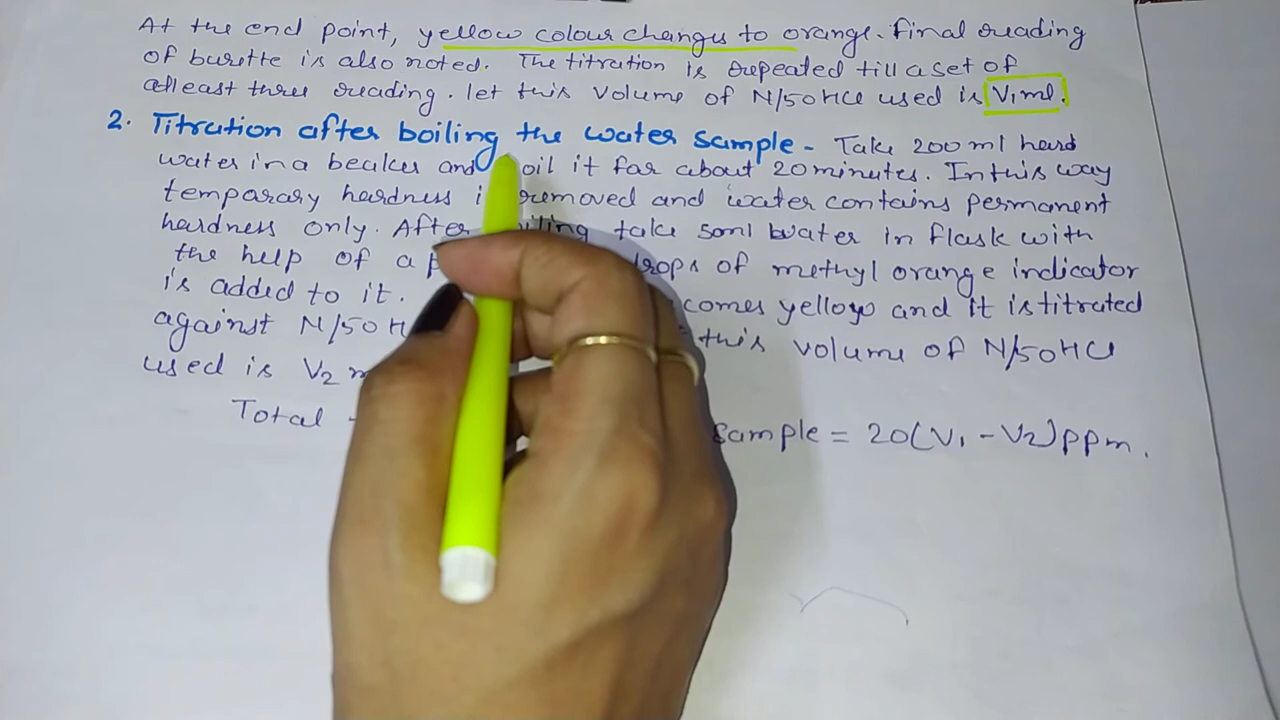 At the end point, yellow colour changes to orange. Final reading
of burette is also noted. The titration is repeated till a set of
atleast three reading. let this volume of N/50 HCl used is V1 ml.
2. Titration after boiling the water sample - Take 200 ml hard
water in a beaker and oil it for about 20 minutes. In this way
temporary hardness i removed and water contains permanent
hardness only. After iling take 50ml water in flask with
the help of a p drops of methyl orange indicator
is added to it. comes yellow and it is titrated
against N/50 H this volume of N/50 HCl
used is V2 m
Total sample = 20(V1 - V2) ppm.